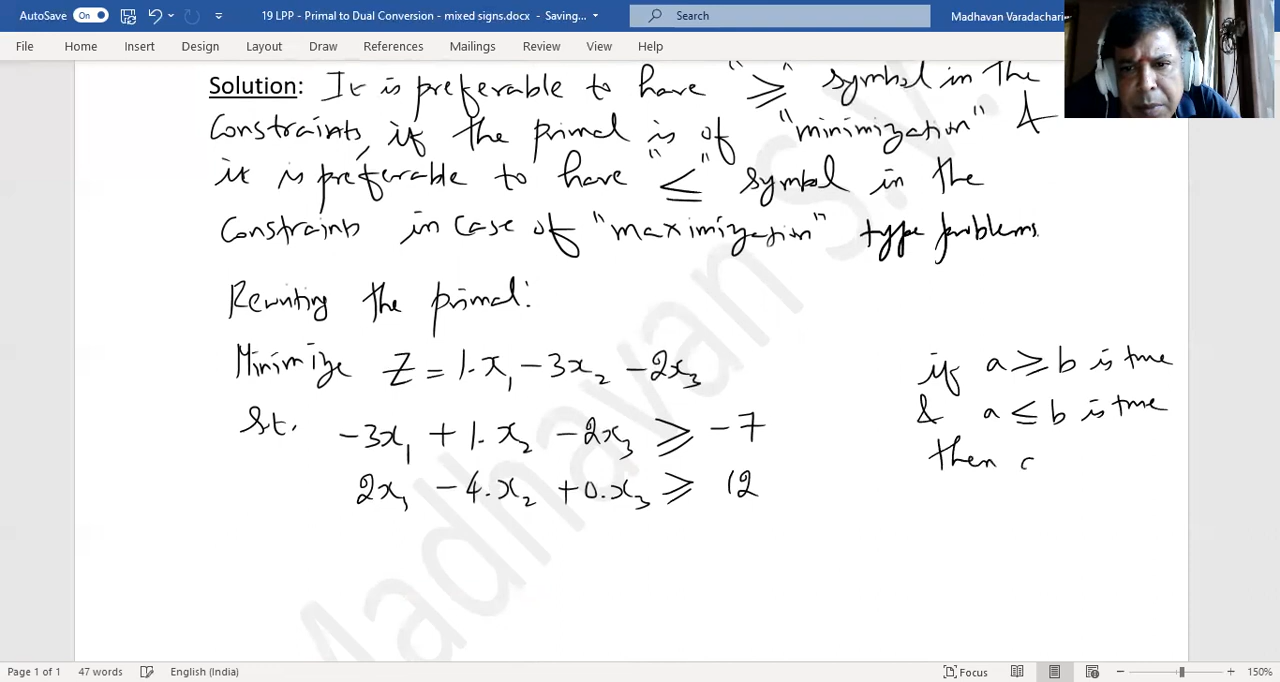 AutoSave On 19 LPP - Primal to Dual Conversion - mixed signs.docx - Saving... Search Madhavan Varadachari
File Home Insert Design Layout Draw References Mailings Review View Help
Solution: It is preferable to have "≥" symbol in the
Constraints, if the primal is of "minimization" &
it is preferable to have "≤" symbol in the
Constraints in case of "maximization" type problems.
Rewriting the primal:
Minimize Z = 1.x₁ - 3x₂ - 2x₃
St. -3x₁ + 1.x₂ - 2x₃ ≥ -7
2x₁ - 4.x₂ + 0.x₃ ≥ 12
if a ≥ b is true
& a ≤ b is true
then
Madhavan S.V.
Page 1 of 1 47 words English (India) Focus 150%